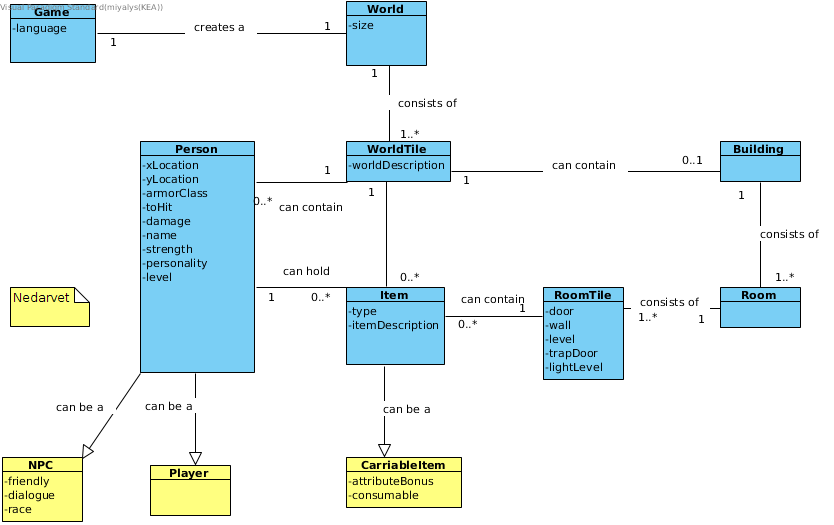 Visual Paradigm Standard(miyalys(KEA))
Game
-language
creates a
1
1
World
-size
1
consists of
1..*
Person
-xLocation
-yLocation
-armorClass
-toHit
-damage
-name
-strength
-personality
-level
WorldTile
-worldDescription
1
0..*
can contain
1
can contain
0..1
Building
1
consists of
1..*
1
0..*
can hold
1
0..*
Item
-type
-itemDescription
can contain
0..*
1
RoomTile
-door
-wall
-level
-trapDoor
-lightLevel
consists of
1..*
1
Room
Nedarvet
can be a
can be a
can be a
NPC
-friendly
-dialogue
-race
Player
CarriableItem
-attributeBonus
-consumable